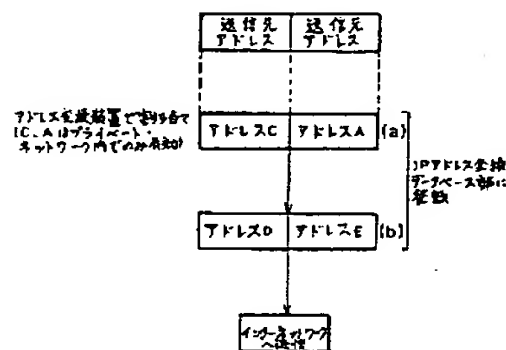 送信元 送信元
アドレス アドレス
アドレス変換装置で割り当て
(C、Aはプライベート・
ネットワーク内でのみ有効)
アドレスC アドレスA (a)
IPアドレス変換
データベース部に
登録
アドレスD アドレスE (b)
インターネットワーク
へ送信